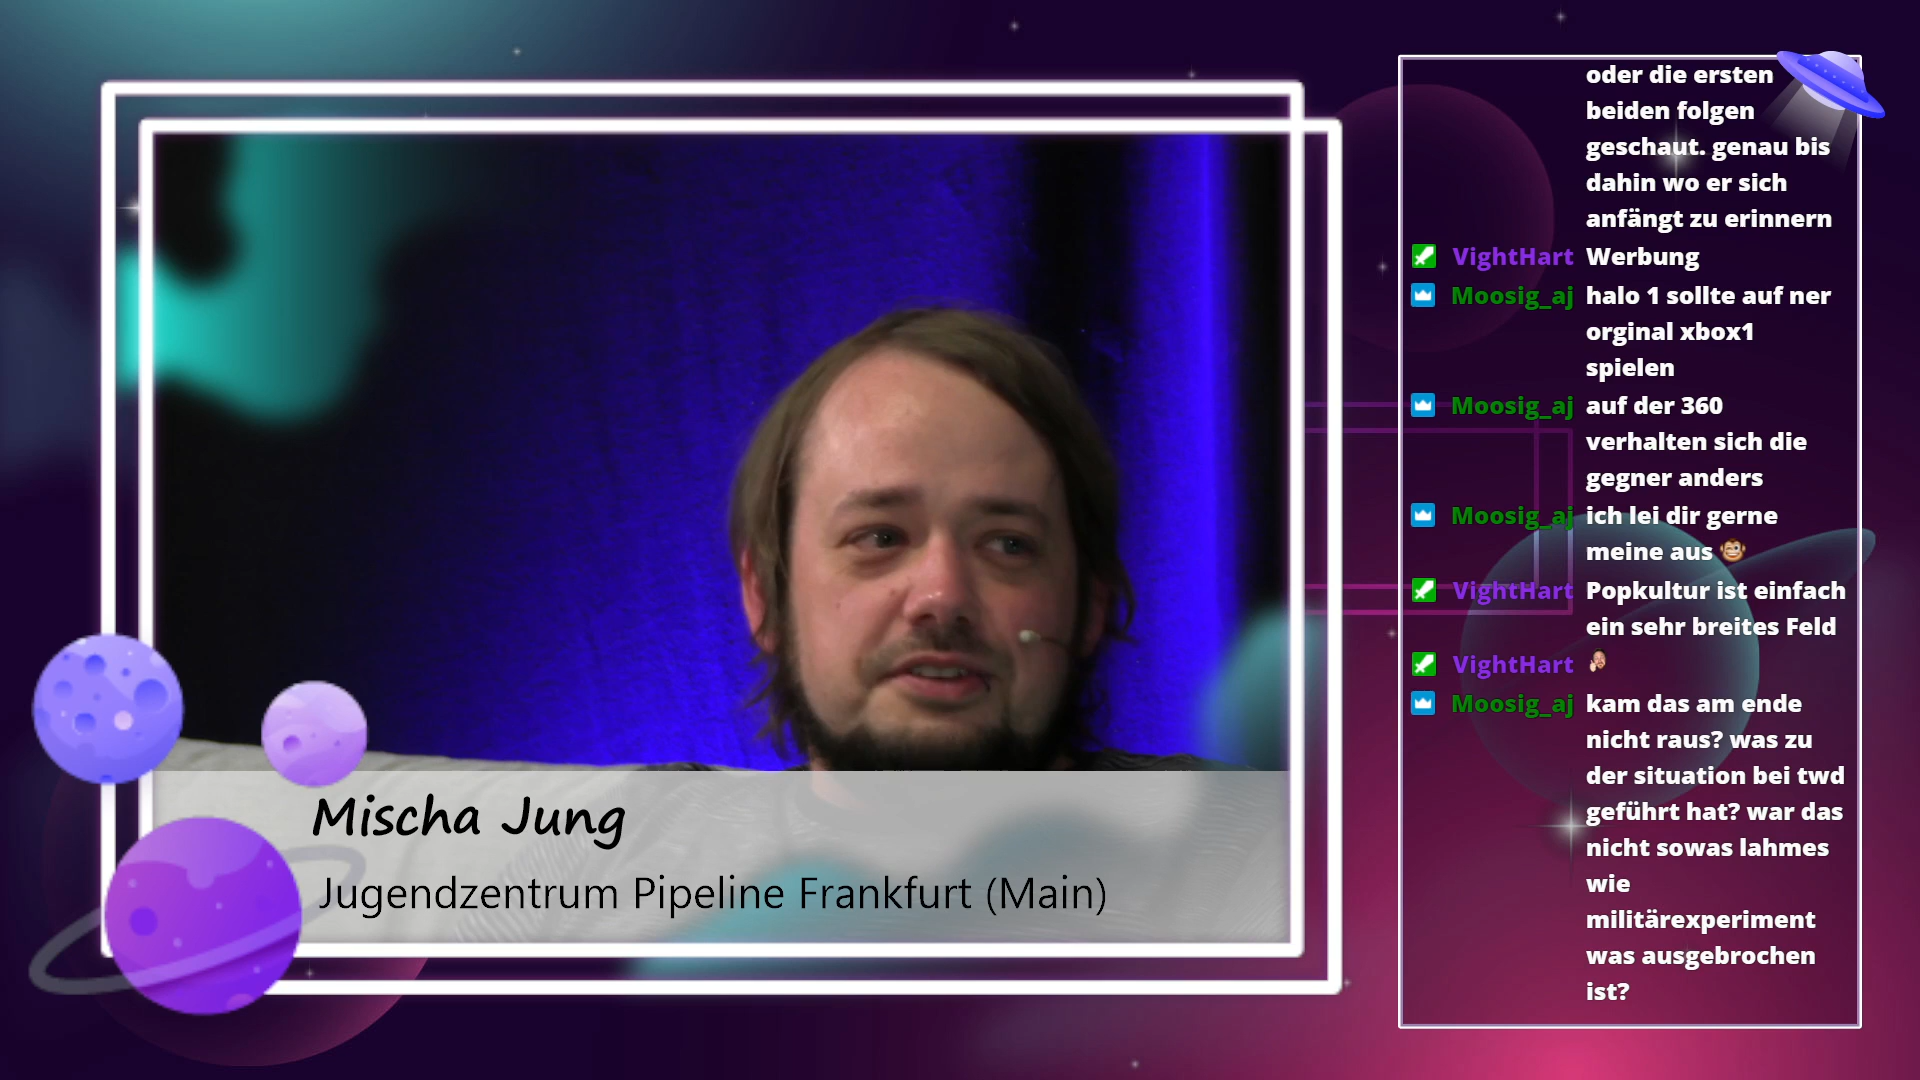 Mischa Jung
Jugendzentrum Pipeline Frankfurt (Main)
oder die ersten
beiden folgen
geschaut. genau bis
dahin wo er sich
anfängt zu erinnern
VightHart Werbung
Moosig_aj halo 1 sollte auf ner
orginal xbox1
spielen
Moosig_aj auf der 360
verhalten sich die
gegner anders
Moosig_aj ich lei dir gerne
meine aus
VightHart Popkultur ist einfach
ein sehr breites Feld
VightHart
Moosig_aj kam das am ende
nicht raus? was zu
der situation bei twd
geführt hat? war das
nicht sowas lahmes
wie
militärexperiment
was ausgebrochen
ist?